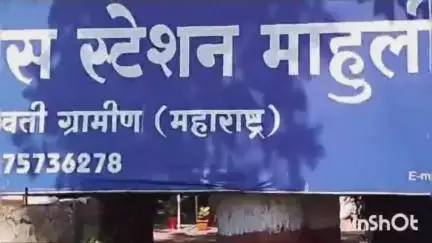 स स्टेशन माहुली
वती ग्रामीण (महाराष्ट्र)
75736278
E-m
InShOt